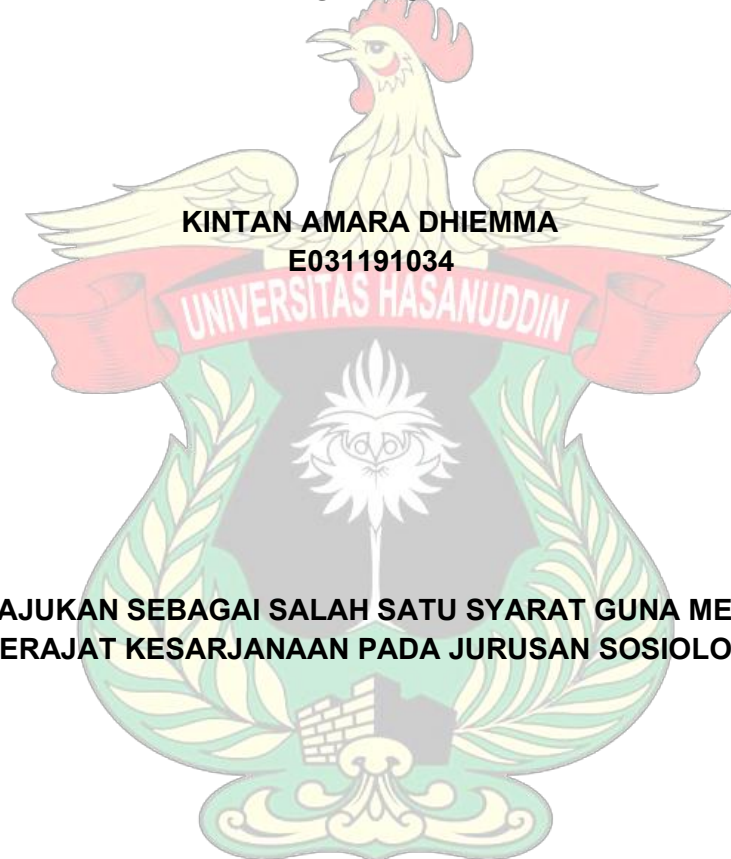 KINTAN AMARA DHIEMMA
E031191034
UNIVERSITAS HASANUDDIN
AJUKAN SEBAGAI SALAH SATU SYARAT GUNA ME
ERAJAT KESARJANAAN PADA JURUSAN SOSIOLO